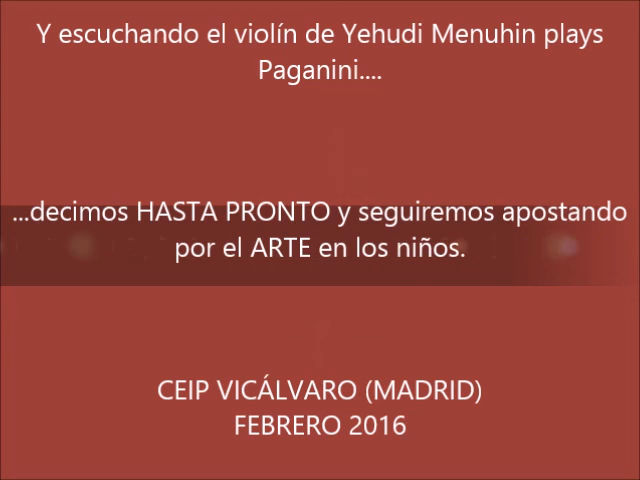 Y escuchando el violín de Yehudi Menuhin plays
Paganini....
...decimos HASTA PRONTO y seguiremos apostando
por el ARTE en los niños.
CEIP VICÁLVARO (MADRID)
FEBRERO 2016